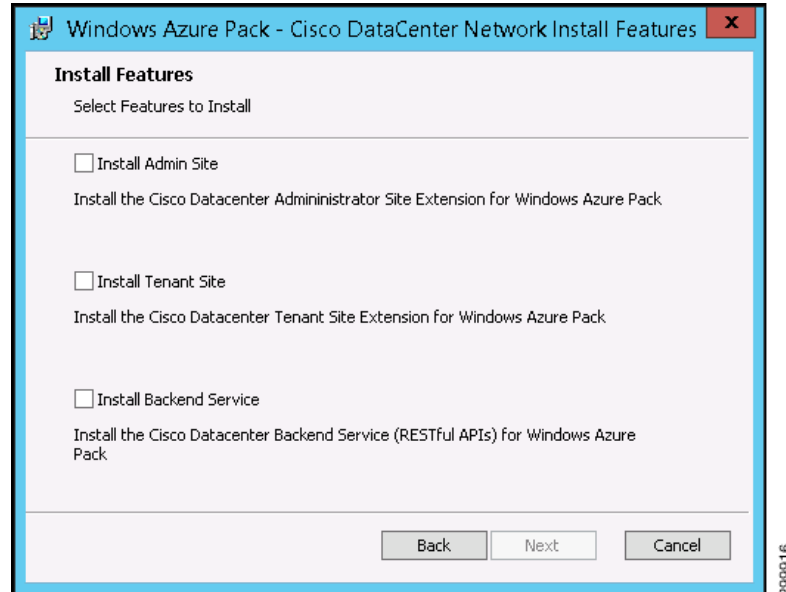 Windows Azure Pack - Cisco DataCenter Network Install Features
x
Install Features
Select Features to Install
Install Admin Site
Install the Cisco Datacenter Admininistrator Site Extension for Windows Azure Pack
Install Tenant Site
Install the Cisco Datacenter Tenant Site Extension for Windows Azure Pack
Install Backend Service
Install the Cisco Datacenter Backend Service (RESTful APIs) for Windows Azure
Pack
Back
Next
Cancel